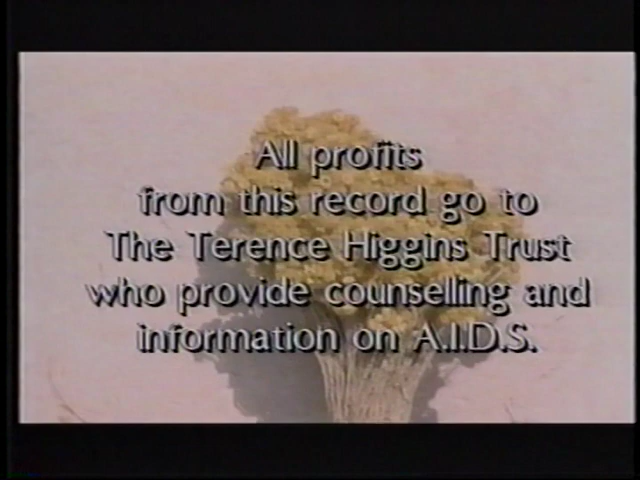 All profits
from this record go to
The Terence Higgins Trust
who provide counselling and
information on A.I.D.S.